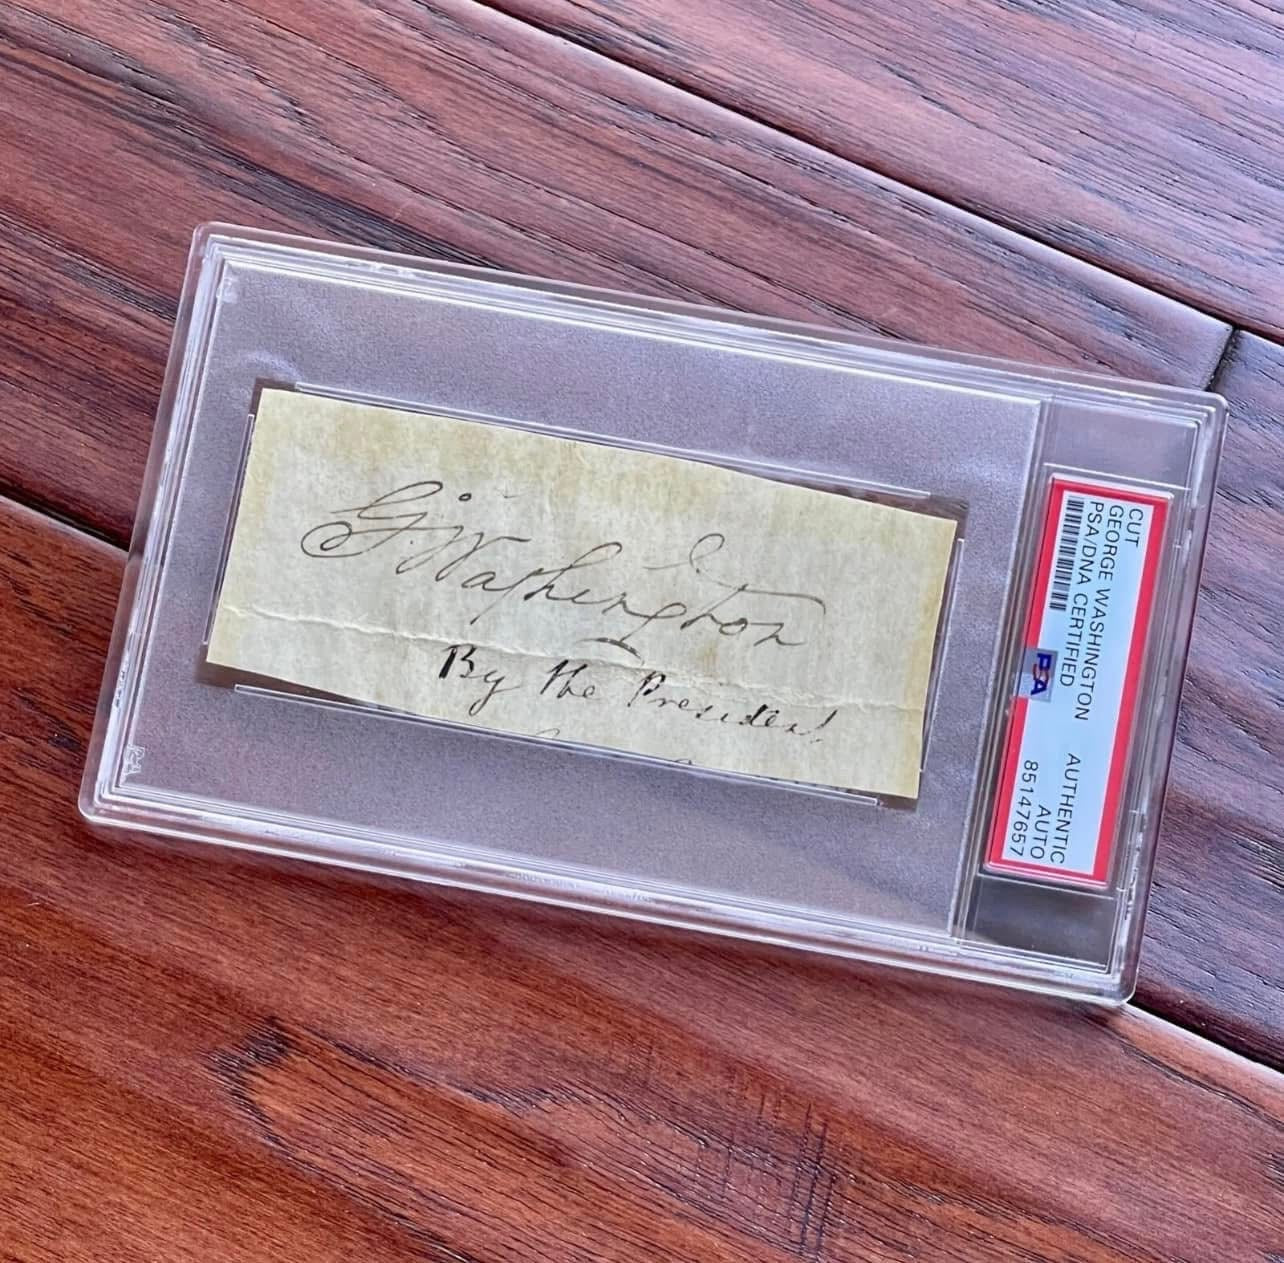 G. Washington
By the President
CUT
GEORGE WASHINGTON
PSA/DNA CERTIFIED
PSA
AUTHENTIC
AUTO
85147657